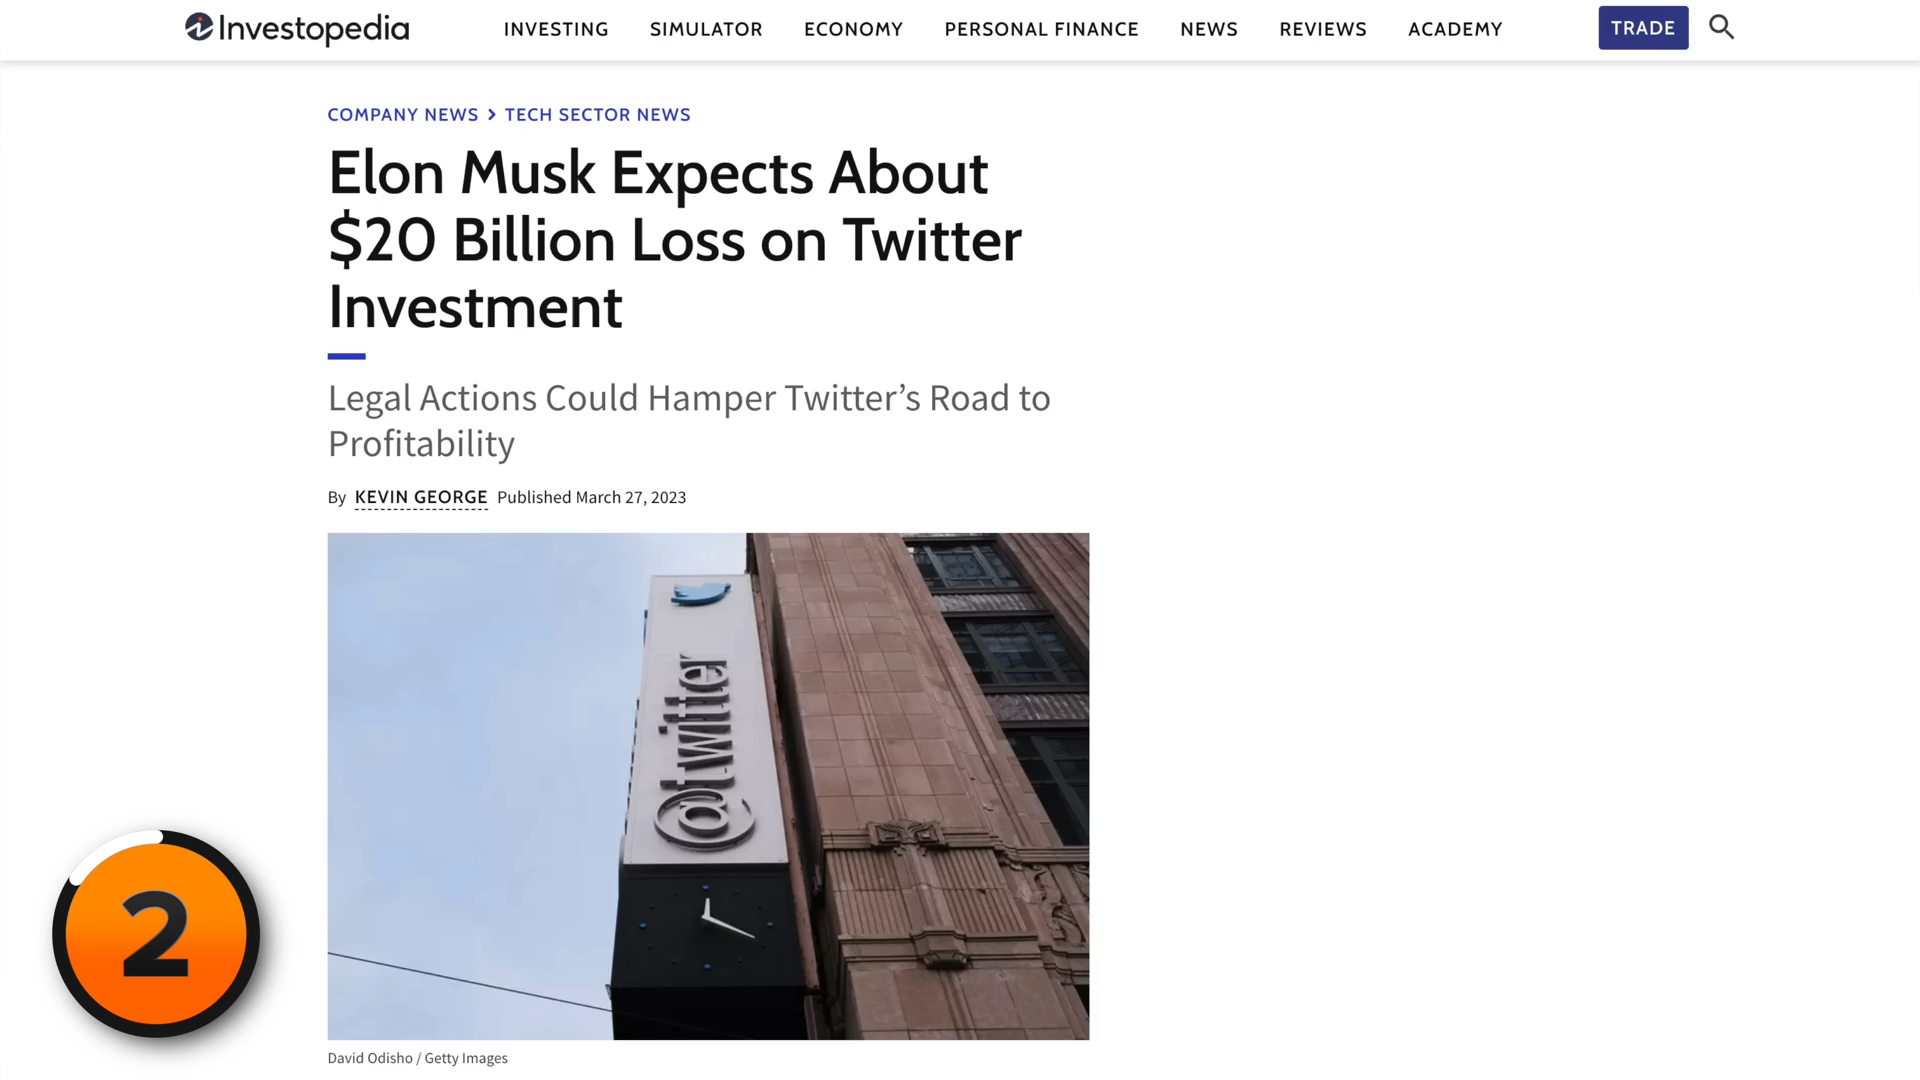 Investopedia
INVESTING SIMULATOR ECONOMY PERSONAL FINANCE NEWS REVIEWS ACADEMY TRADE
COMPANY NEWS > TECH SECTOR NEWS
Elon Musk Expects About
$20 Billion Loss on Twitter
Investment
Legal Actions Could Hamper Twitter’s Road to
Profitability
By KEVIN GEORGE Published March 27, 2023
@twitter
2
David Odisho / Getty Images